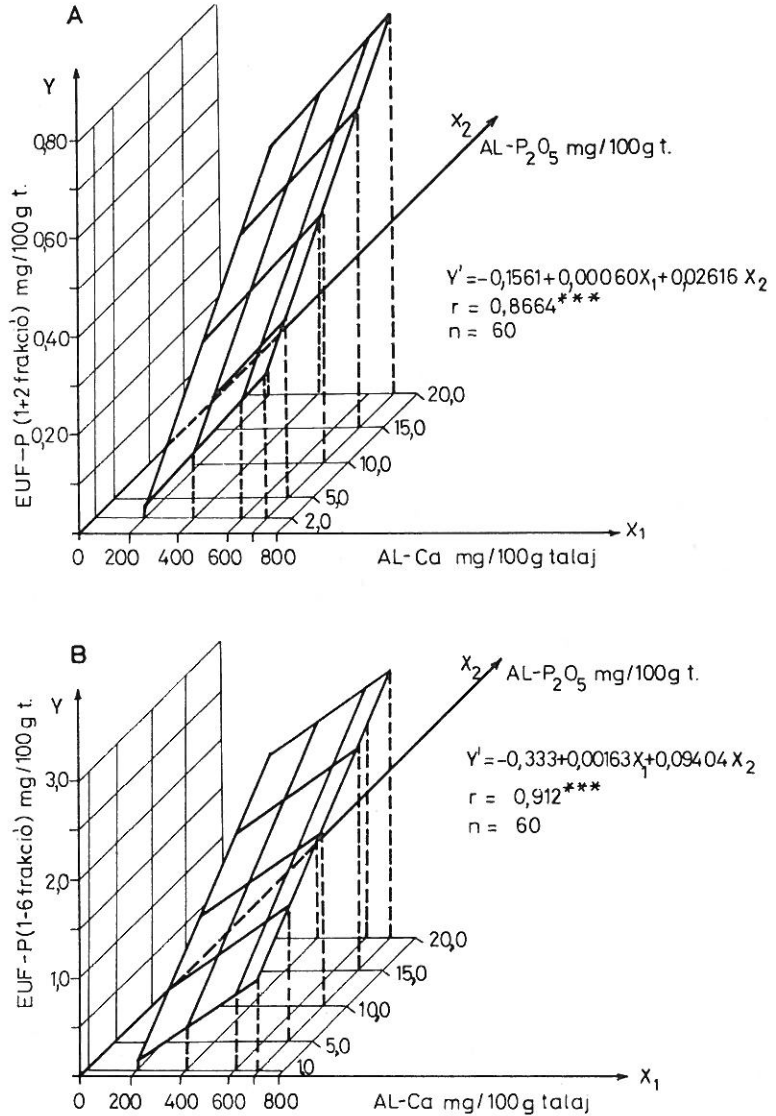 A
Y
0,80
0,60
0,40
0,20
EUF-P (1+2 frakció) mg/100g t.
X₂
AL-P₂O₅ mg/100g t.
Y' = -0,1561+0,00060X₁+0,02616 X₂
r = 0,8664***
n = 60
20,0
15,0
10,0
5,0
2,0
X₁
0 200 400 600 800
AL-Ca mg/100g talaj
B
Y
3,0
2,0
1,0
EUF-P (1-6 frakció) mg/100g t.
X₂
AL-P₂O₅ mg/100g t.
Y' = -0,333+0,00163X₁+0,09404 X₂
r = 0,912***
n = 60
20,0
15,0
10,0
5,0
1,0
X₁
0 200 400 600 800
AL-Ca mg/100g talaj